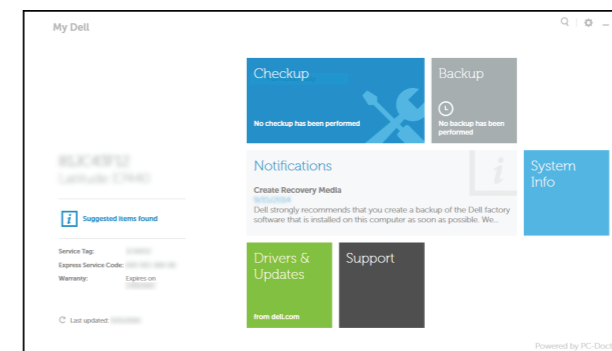 My Dell
Checkup
No checkup has been performed
Backup
No backup has been
performed
Suggested items found
Notifications
Create Recovery Media
Dell strongly recommends that you create a backup of the Dell factory
software that is installed on this computer as soon as possible. We...
System
Info
Service Tag:
Express Service Code:
Warranty: Expires on
Drivers &
Updates
from dell.com
Support
Last updated:
Powered by